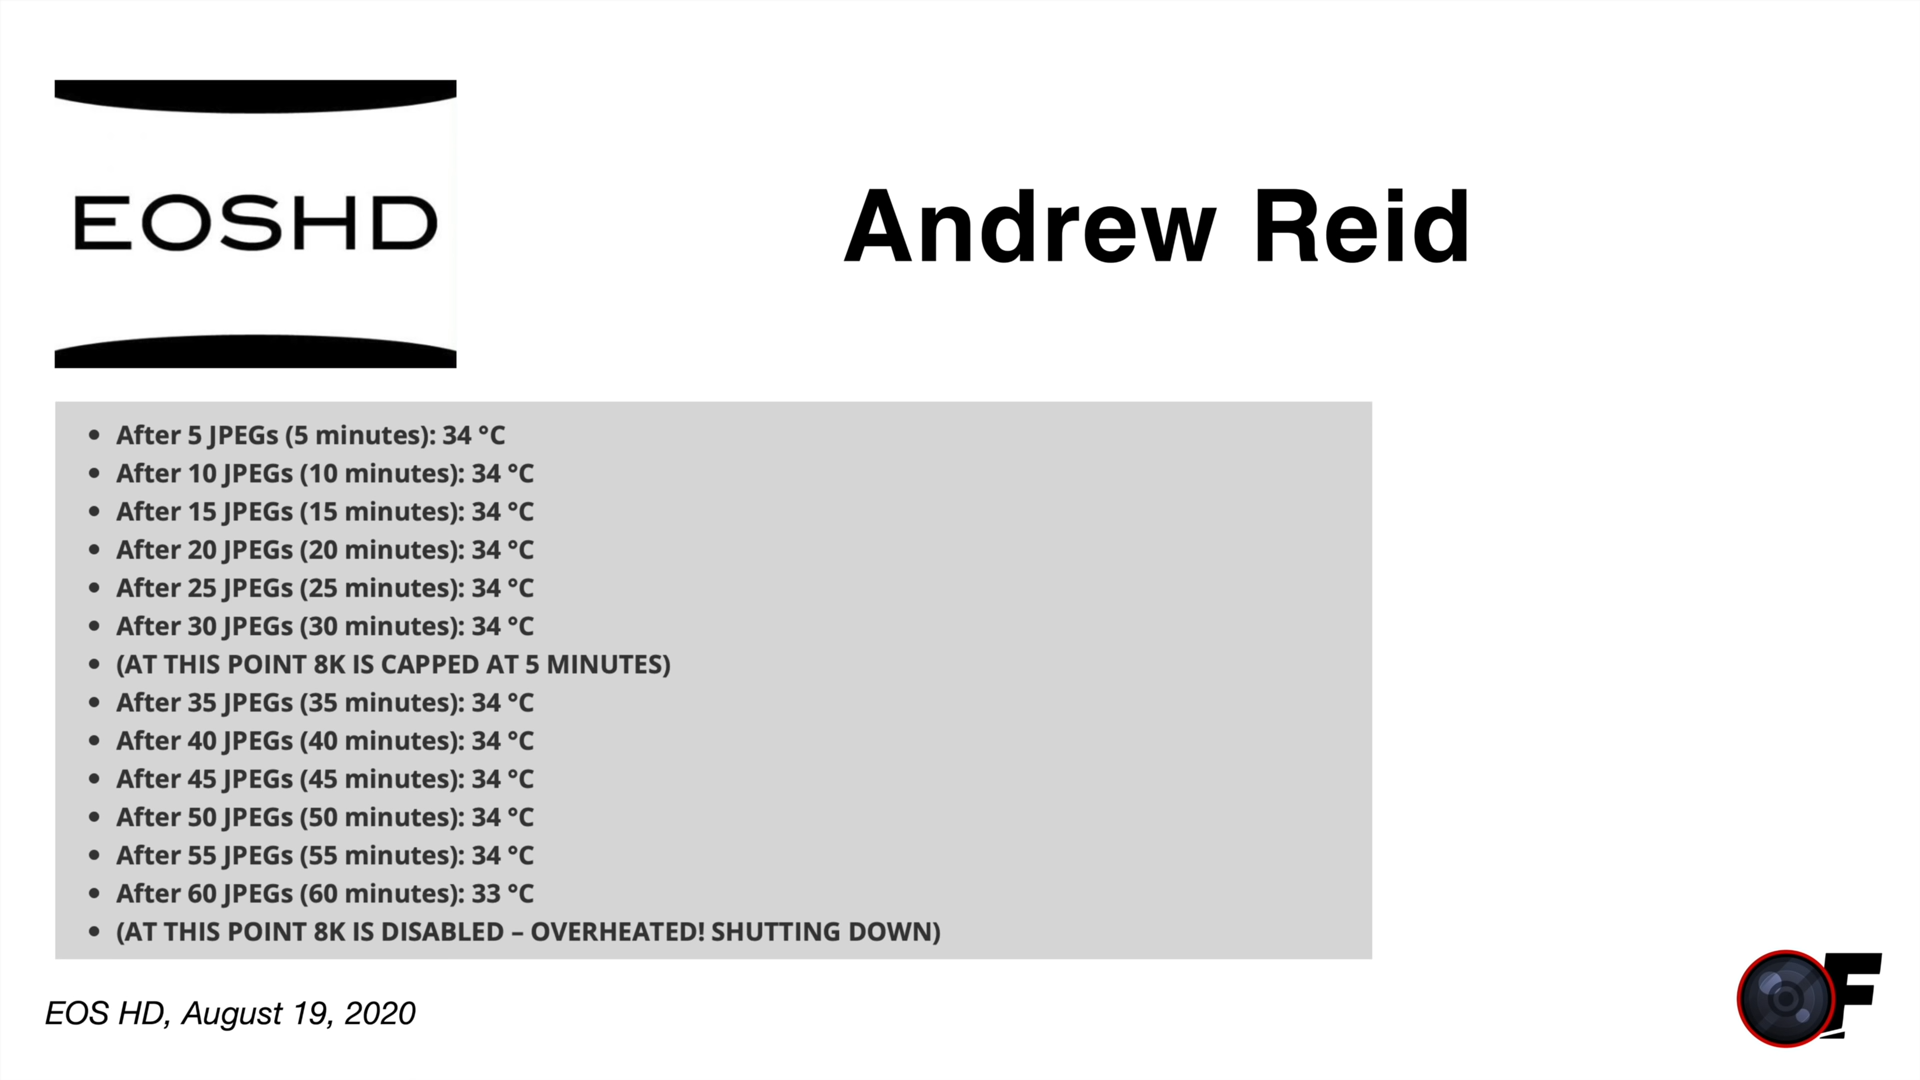 EOSHD
Andrew Reid
• After 5 JPEGs (5 minutes): 34 °C
• After 10 JPEGs (10 minutes): 34 °C
• After 15 JPEGs (15 minutes): 34 °C
• After 20 JPEGs (20 minutes): 34 °C
• After 25 JPEGs (25 minutes): 34 °C
• After 30 JPEGs (30 minutes): 34 °C
• (AT THIS POINT 8K IS CAPPED AT 5 MINUTES)
• After 35 JPEGs (35 minutes): 34 °C
• After 40 JPEGs (40 minutes): 34 °C
• After 45 JPEGs (45 minutes): 34 °C
• After 50 JPEGs (50 minutes): 34 °C
• After 55 JPEGs (55 minutes): 34 °C
• After 60 JPEGs (60 minutes): 33 °C
• (AT THIS POINT 8K IS DISABLED – OVERHEATED! SHUTTING DOWN)
EOS HD, August 19, 2020
F